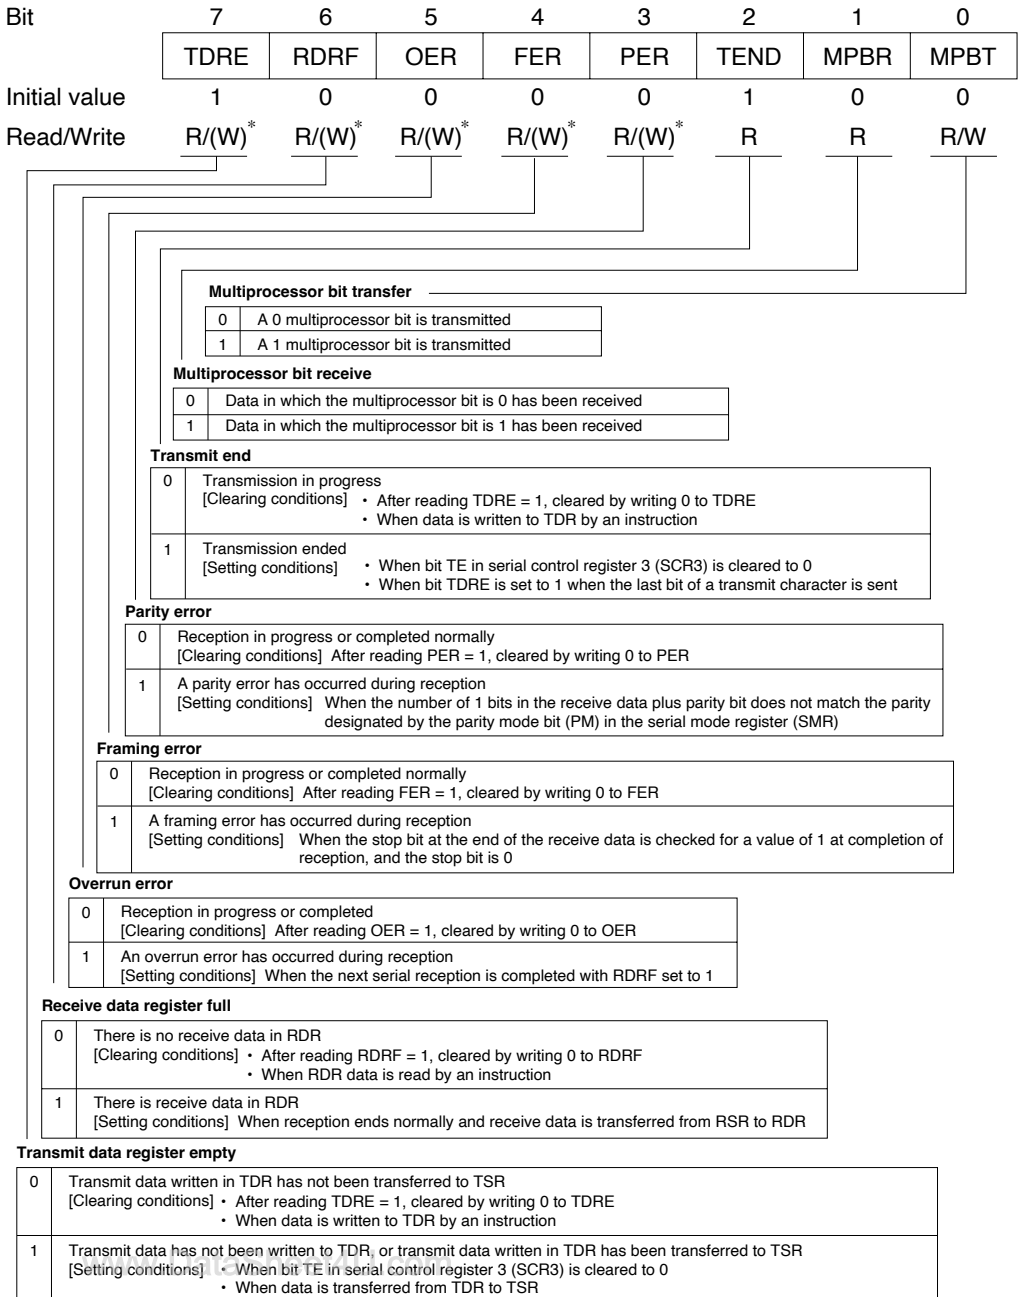 Bit 7 6 5 4 3 2 1 0
TDRE RDRF OER FER PER TEND MPBR MPBT
Initial value 1 0 0 0 0 1 0 0
Read/Write R/(W)* R/(W)* R/(W)* R/(W)* R/(W)* R R R/W
Multiprocessor bit transfer
0 A 0 multiprocessor bit is transmitted
1 A 1 multiprocessor bit is transmitted
Multiprocessor bit receive
0 Data in which the multiprocessor bit is 0 has been received
1 Data in which the multiprocessor bit is 1 has been received
Transmit end
0 Transmission in progress
[Clearing conditions] • After reading TDRE = 1, cleared by writing 0 to TDRE
• When data is written to TDR by an instruction
1 Transmission ended
[Setting conditions] • When bit TE in serial control register 3 (SCR3) is cleared to 0
• When bit TDRE is set to 1 when the last bit of a transmit character is sent
Parity error
0 Reception in progress or completed normally
[Clearing conditions] After reading PER = 1, cleared by writing 0 to PER
1 A parity error has occurred during reception
[Setting conditions] When the number of 1 bits in the receive data plus parity bit does not match the parity
designated by the parity mode bit (PM) in the serial mode register (SMR)
Framing error
0 Reception in progress or completed normally
[Clearing conditions] After reading FER = 1, cleared by writing 0 to FER
1 A framing error has occurred during reception
[Setting conditions] When the stop bit at the end of the receive data is checked for a value of 1 at completion of
reception, and the stop bit is 0
Overrun error
0 Reception in progress or completed
[Clearing conditions] After reading OER = 1, cleared by writing 0 to OER
1 An overrun error has occurred during reception
[Setting conditions] When the next serial reception is completed with RDRF set to 1
Receive data register full
0 There is no receive data in RDR
[Clearing conditions] • After reading RDRF = 1, cleared by writing 0 to RDRF
• When RDR data is read by an instruction
1 There is receive data in RDR
[Setting conditions] When reception ends normally and receive data is transferred from RSR to RDR
Transmit data register empty
0 Transmit data written in TDR has not been transferred to TSR
[Clearing conditions] • After reading TDRE = 1, cleared by writing 0 to TDRE
• When data is written to TDR by an instruction
1 Transmit data has not been written to TDR, or transmit data written in TDR has been transferred to TSR
[Setting conditions] • When bit TE in serial control register 3 (SCR3) is cleared to 0
• When data is transferred from TDR to TSR
www.DataSheet4U.com